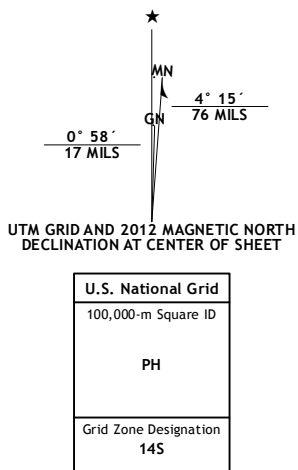 ★
MN
GN
4° 15´
76 MILS
0° 58´
17 MILS
UTM GRID AND 2012 MAGNETIC NORTH
DECLINATION AT CENTER OF SHEET
U.S. National Grid
100,000-m Square ID
PH
Grid Zone Designation
14S